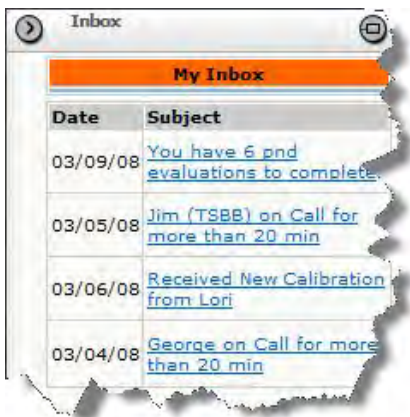 Inbox
My Inbox
Date Subject
03/09/08 You have 6 pnd
evaluations to complete.
03/05/08 Jim (TSBB) on Call for
more than 20 min
03/06/08 Received New Calibration
from Lori
03/04/08 George on Call for more
than 20 min